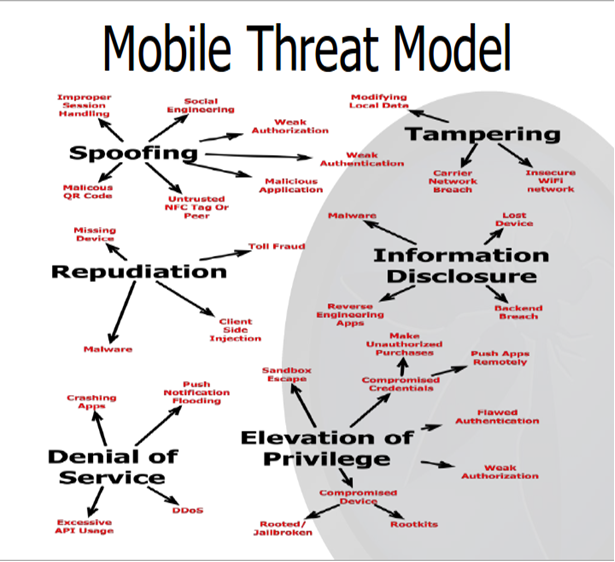 Mobile Threat Model
Improper
Session
Handling
Social
Engineering
Weak
Authorization
Spoofing
Weak
Authentication
Malicous
QR Code
Untrusted
NFC Tag Or
Peer
Malicious
Application
Modifying
Local Data
Tampering
Carrier
Network
Breach
Insecure
WiFi
network
Missing
Device
Toll Fraud
Repudiation
Client
Side
Injection
Malware
Malware
Lost
Device
Information
Disclosure
Reverse
Engineering
Apps
Backend
Breach
Crashing
Apps
Push
Notification
Flooding
Denial of
Service
Excessive
API Usage
DDoS
Sandbox
Escape
Make
Unauthorized
Purchases
Compromised
Credentials
Push Apps
Remotely
Flawed
Authentication
Elevation of
Privilege
Weak
Authorization
Compromised
Device
Rooted/
Jailbroken
Rootkits